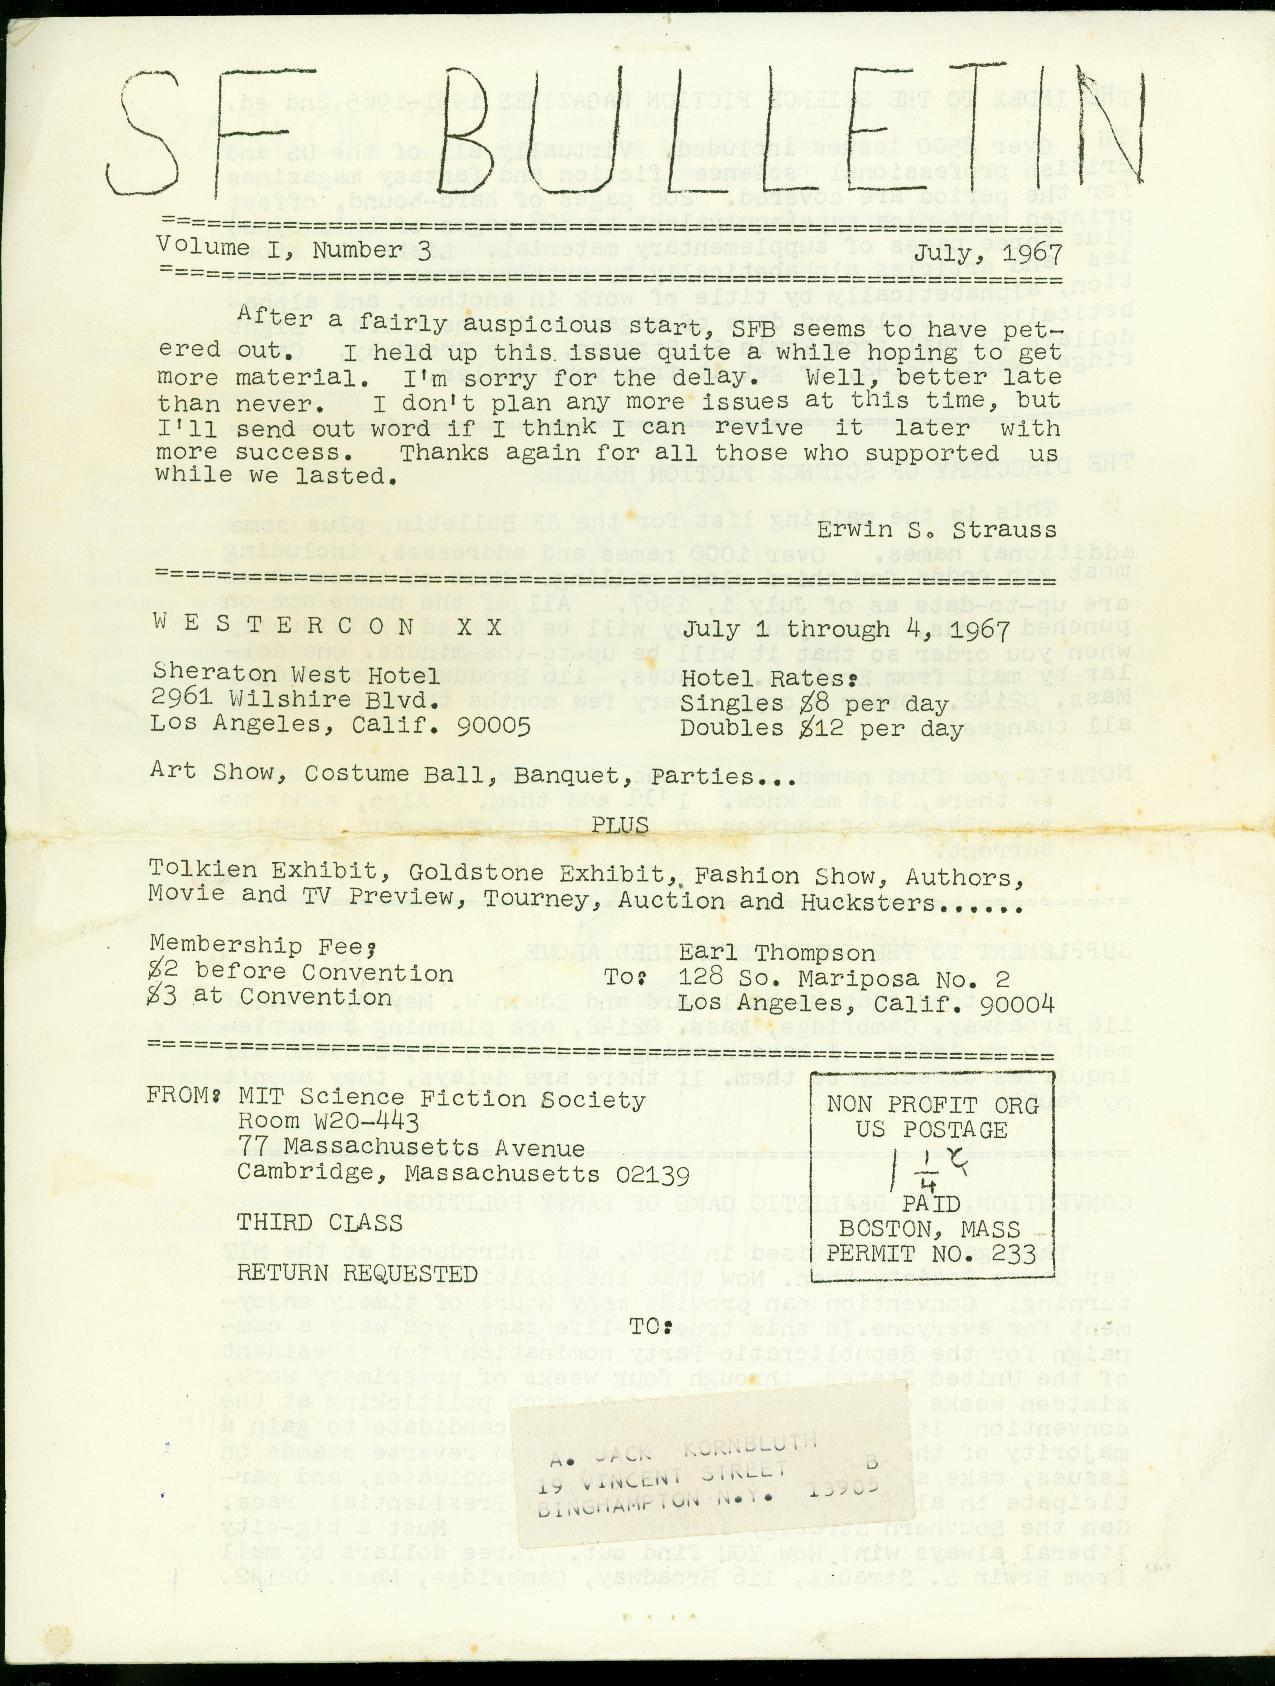 SF BULLETIN
Volume I, Number 3 July, 1967
After a fairly auspicious start, SFB seems to have pet-
ered out. I held up this issue quite a while hoping to get
more material. I'm sorry for the delay. Well, better late
than never. I don't plan any more issues at this time, but
I'll send out word if I think I can revive it later with
more success. Thanks again for all those who supported us
while we lasted.
Erwin S. Strauss
W E S T E R C O N X X July 1 through 4, 1967
Sheraton West Hotel Hotel Rates:
2961 Wilshire Blvd. Singles $8 per day
Los Angeles, Calif. 90005 Doubles $12 per day
Art Show, Costume Ball, Banquet, Parties...
PLUS
Tolkien Exhibit, Goldstone Exhibit, Fashion Show, Authors,
Movie and TV Preview, Tourney, Auction and Hucksters......
Membership Fee; Earl Thompson
$2 before Convention To: 128 So. Mariposa No. 2
$3 at Convention Los Angeles, Calif. 90004
FROM: MIT Science Fiction Society
Room W20-443
77 Massachusetts Avenue
Cambridge, Massachusetts 02139
THIRD CLASS
RETURN REQUESTED
NON PROFIT ORG
US POSTAGE
1 1/4 ¢
PAID
BOSTON, MASS
PERMIT NO. 233
TO:
A. JACK KORNBLUTH
19 VINCENT STREET B
BINGHAMPTON N.Y. 13905